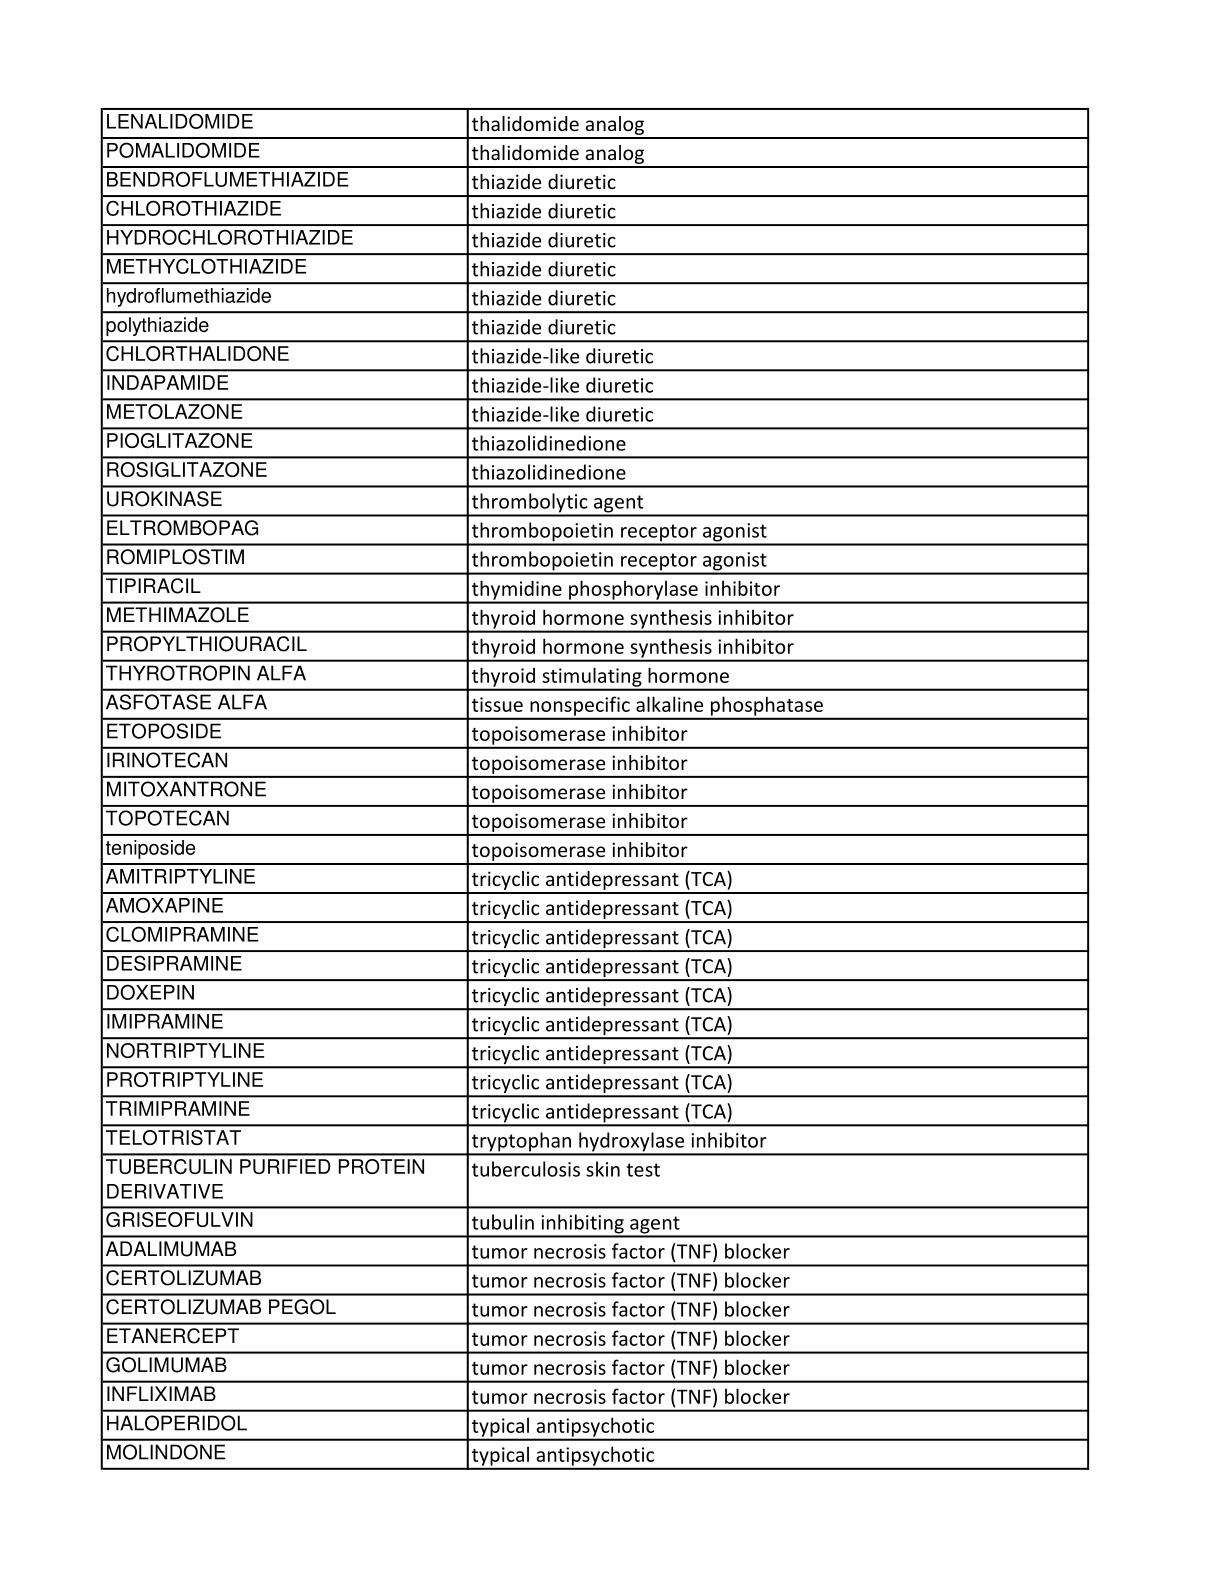 LENALIDOMIDE thalidomide analog
POMALIDOMIDE thalidomide analog
BENDROFLUMETHIAZIDE thiazide diuretic
CHLOROTHIAZIDE thiazide diuretic
HYDROCHLOROTHIAZIDE thiazide diuretic
METHYCLOTHIAZIDE thiazide diuretic
hydroflumethiazide thiazide diuretic
polythiazide thiazide diuretic
CHLORTHALIDONE thiazide-like diuretic
INDAPAMIDE thiazide-like diuretic
METOLAZONE thiazide-like diuretic
PIOGLITAZONE thiazolidinedione
ROSIGLITAZONE thiazolidinedione
UROKINASE thrombolytic agent
ELTROMBOPAG thrombopoietin receptor agonist
ROMIPLOSTIM thrombopoietin receptor agonist
TIPIRACIL thymidine phosphorylase inhibitor
METHIMAZOLE thyroid hormone synthesis inhibitor
PROPYLTHIOURACIL thyroid hormone synthesis inhibitor
THYROTROPIN ALFA thyroid stimulating hormone
ASFOTASE ALFA tissue nonspecific alkaline phosphatase
ETOPOSIDE topoisomerase inhibitor
IRINOTECAN topoisomerase inhibitor
MITOXANTRONE topoisomerase inhibitor
TOPOTECAN topoisomerase inhibitor
teniposide topoisomerase inhibitor
AMITRIPTYLINE tricyclic antidepressant (TCA)
AMOXAPINE tricyclic antidepressant (TCA)
CLOMIPRAMINE tricyclic antidepressant (TCA)
DESIPRAMINE tricyclic antidepressant (TCA)
DOXEPIN tricyclic antidepressant (TCA)
IMIPRAMINE tricyclic antidepressant (TCA)
NORTRIPTYLINE tricyclic antidepressant (TCA)
PROTRIPTYLINE tricyclic antidepressant (TCA)
TRIMIPRAMINE tricyclic antidepressant (TCA)
TELOTRISTAT tryptophan hydroxylase inhibitor
TUBERCULIN PURIFIED PROTEIN tuberculosis skin test
DERIVATIVE
GRISEOFULVIN tubulin inhibiting agent
ADALIMUMAB tumor necrosis factor (TNF) blocker
CERTOLIZUMAB tumor necrosis factor (TNF) blocker
CERTOLIZUMAB PEGOL tumor necrosis factor (TNF) blocker
ETANERCEPT tumor necrosis factor (TNF) blocker
GOLIMUMAB tumor necrosis factor (TNF) blocker
INFLIXIMAB tumor necrosis factor (TNF) blocker
HALOPERIDOL typical antipsychotic
MOLINDONE typical antipsychotic